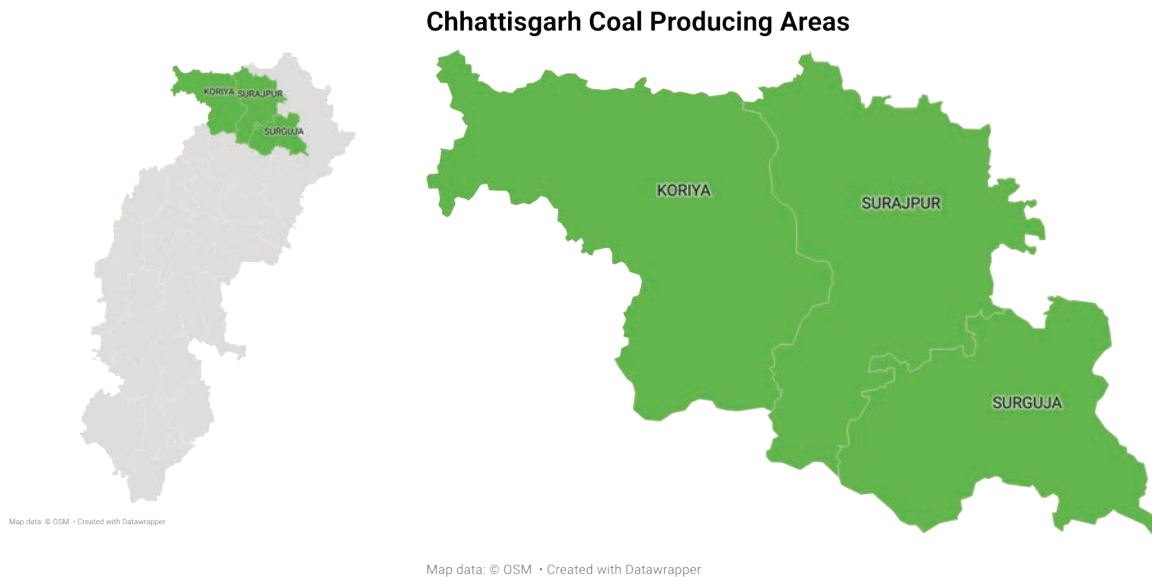 Chhattisgarh Coal Producing Areas
KORIYA
SURAJPUR
SURGUJA
Map data: © OSM • Created with Datawrapper
KORIYA
SURAJPUR
SURGUJA
Map data: © OSM • Created with Datawrapper